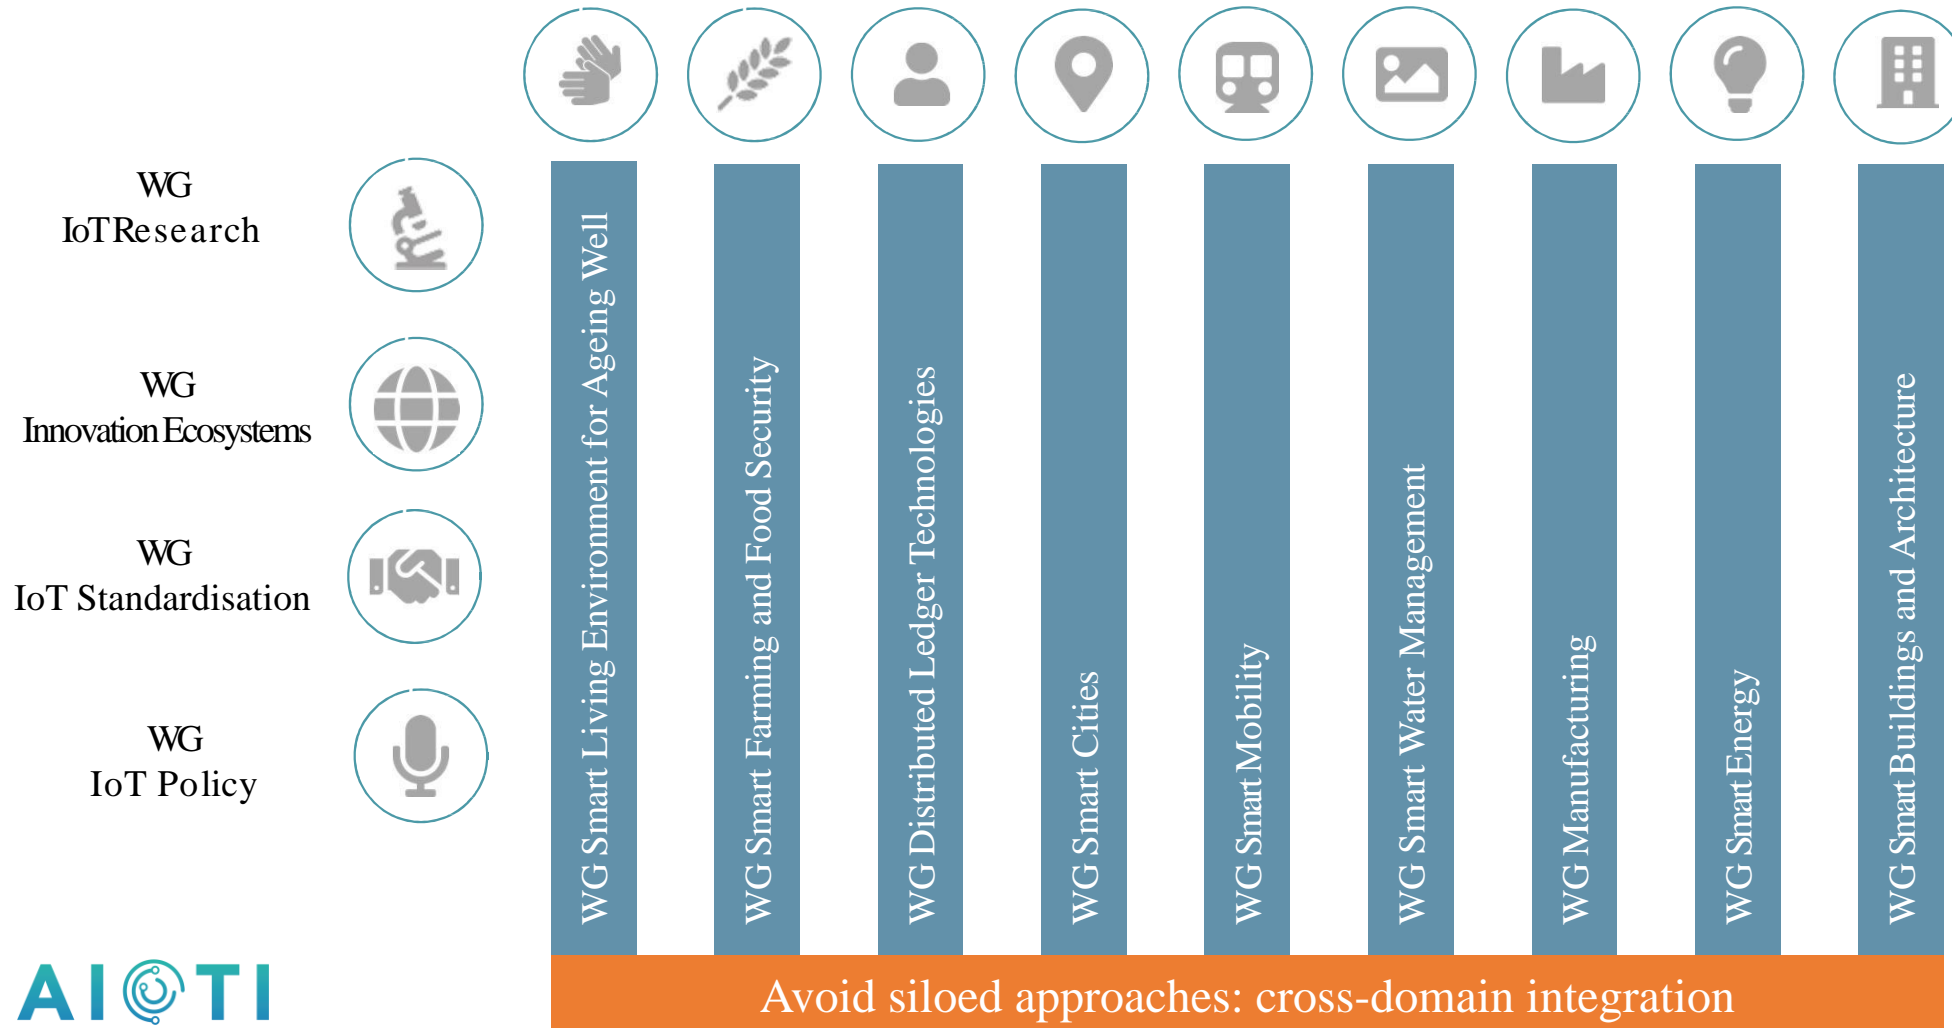 WG
IoT Research
WG
Innovation Ecosystems
WG
IoT Standardisation
WG
IoT Policy
WG Smart Living Environment for Ageing Well
WG Smart Farming and Food Security
WG Distributed Ledger Technologies
WG Smart Cities
WG Smart Mobility
WG Smart Water Management
WG Manufacturing
WG Smart Energy
WG Smart Buildings and Architecture
AIOTI
Avoid siloed approaches: cross-domain integration